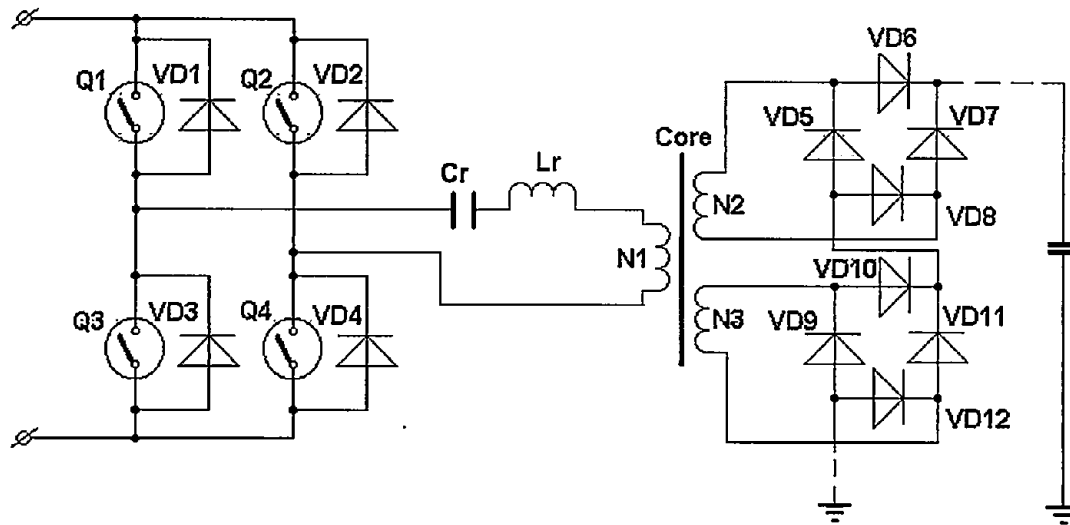 VD6
Q1
VD1
Q2
VD2
VD5
VD7
Core
Cr
Lr
N2
VD8
N1
VD10
Q3
VD3
Q4
VD4
VD9
N3
VD11
VD12